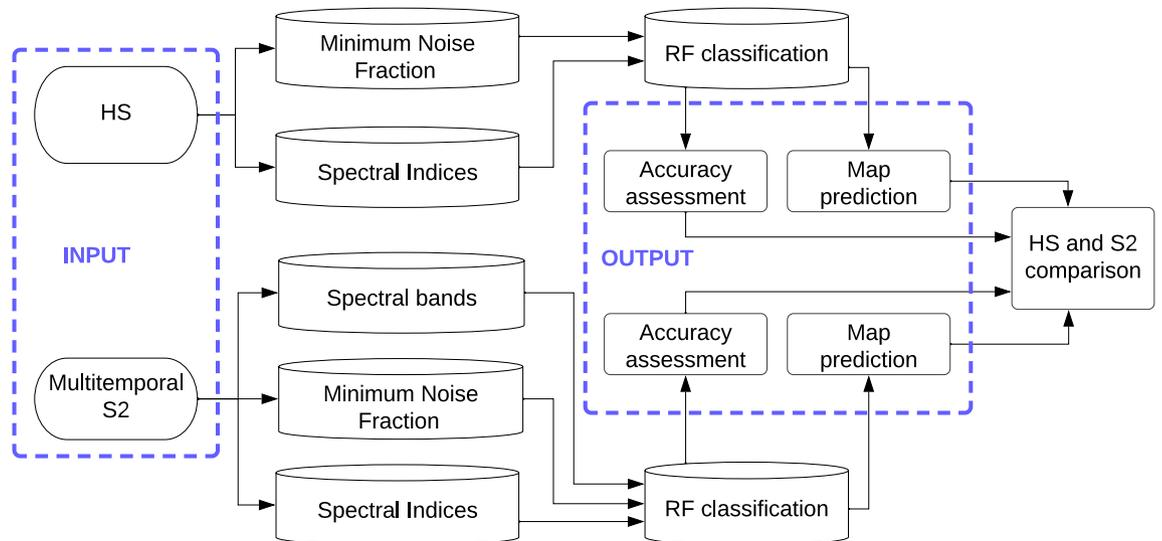 HS
Minimum Noise
Fraction
Spectral Indices
RF classification
Accuracy
assessment
Map
prediction
INPUT
OUTPUT
HS and S2
comparison
Multitemporal
S2
Spectral bands
Minimum Noise
Fraction
Spectral Indices
Accuracy
assessment
Map
prediction
RF classification